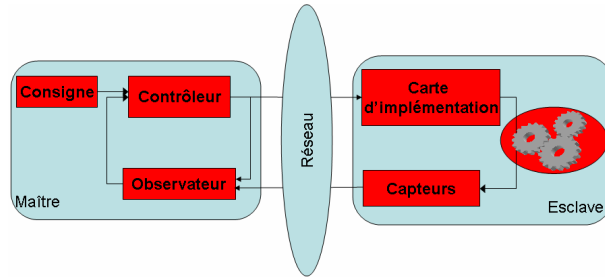 Consigne
Contrôleur
Observateur
Maître
Réseau
Carte
d'implémentation
Capteurs
Esclave